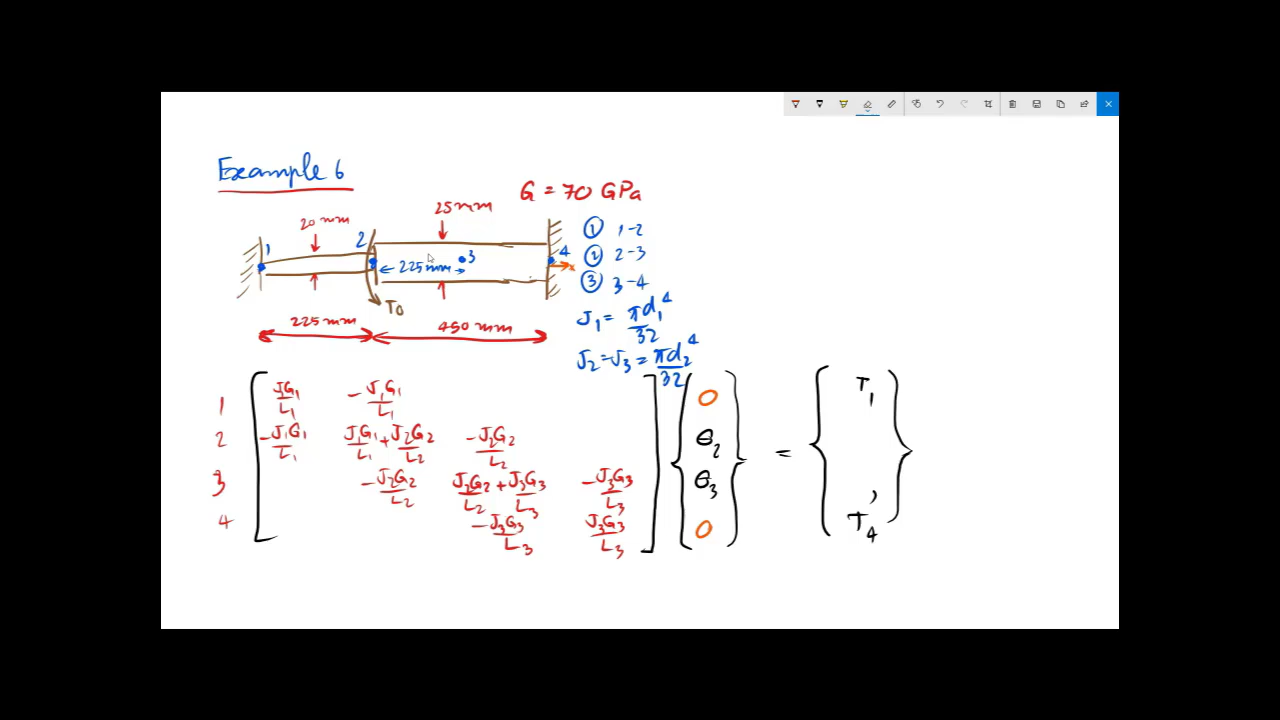 Example 6
G = 70 GPa
20 mm
25 mm
1
2
3
4
x
225 mm
T0
225 mm
450 mm
① 1-2
② 2-3
③ 3-4
J1 = πd1^4/32
J2 = J3 = πd2^4/32
1 JG1/L1 -J1G1/L1 0 T1
2 -J1G1/L1 J1G1/L1 + J2G2/L2 -J2G2/L2 θ2 =
3 -J2G2/L2 J2G2/L2 + J3G3/L3 -J3G3/L3 θ3 ,
4 -J3G3/L3 J3G3/L3 0 T4